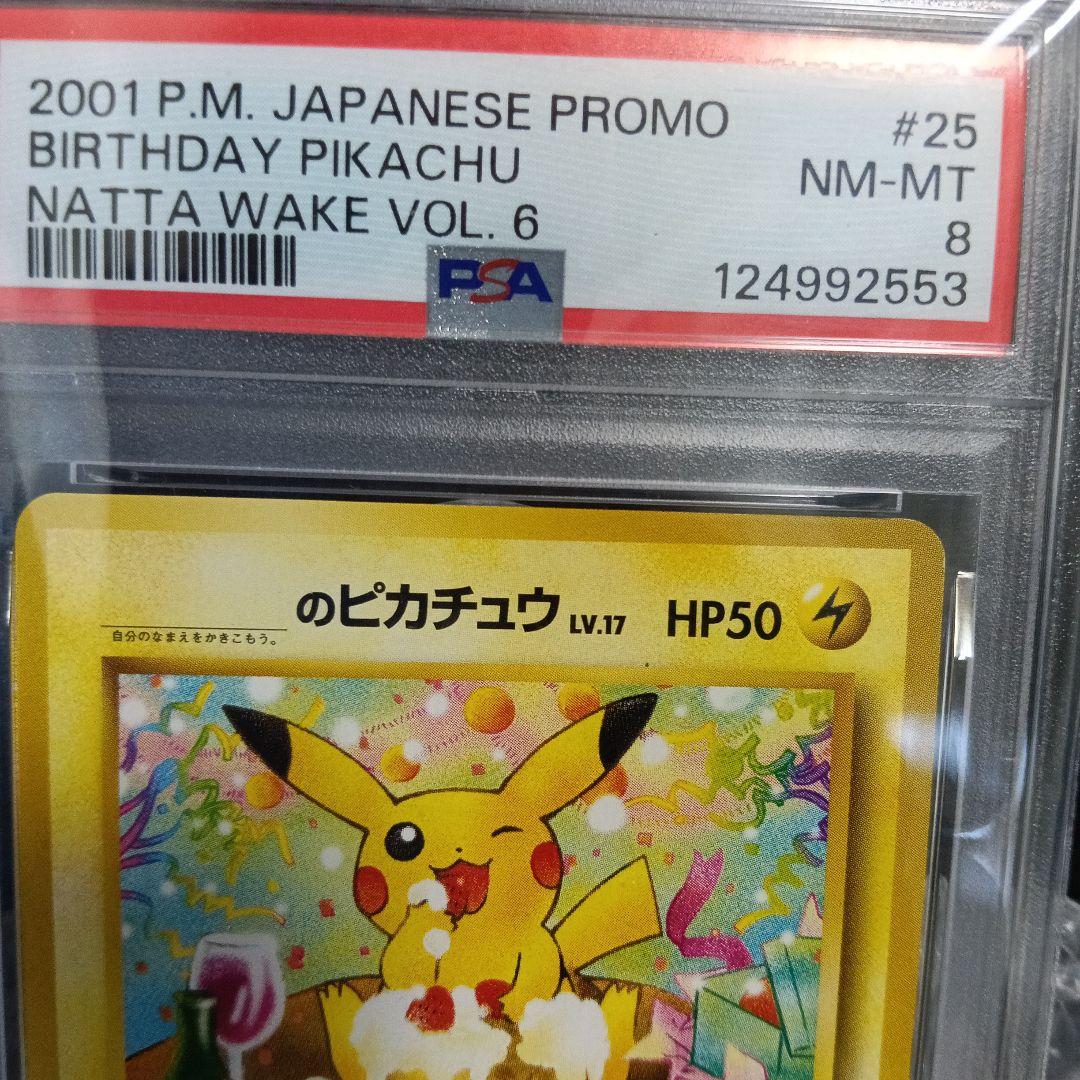 2001 P.M. JAPANESE PROMO #25
BIRTHDAY PIKACHU NM-MT
NATTA WAKE VOL. 6 8
PSA 124992553
のピカチュウ LV.17 HP50
自分のなまえをかきこもう。